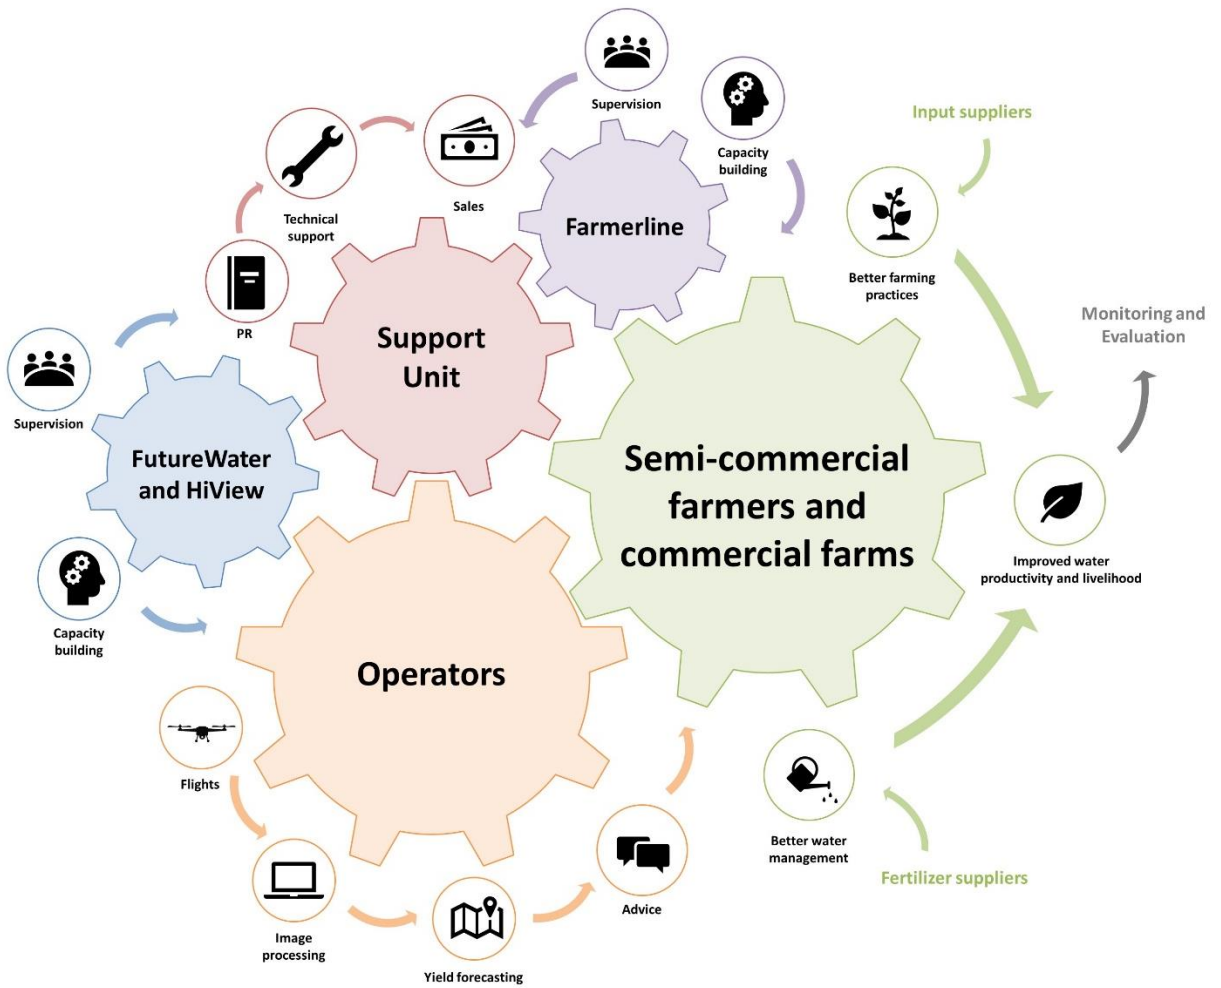 Supervision
Capacity
building
Input suppliers
Technical
support
Sales
Farmerline
Better farming
practices
PR
Support
Unit
Monitoring and
Evaluation
Supervision
FutureWater
and HiView
Semi-commercial
farmers and
commercial farms
Improved water
productivity and livelihood
Capacity
building
Operators
Flights
Better water
management
Fertilizer suppliers
Advice
Image
processing
Yield forecasting